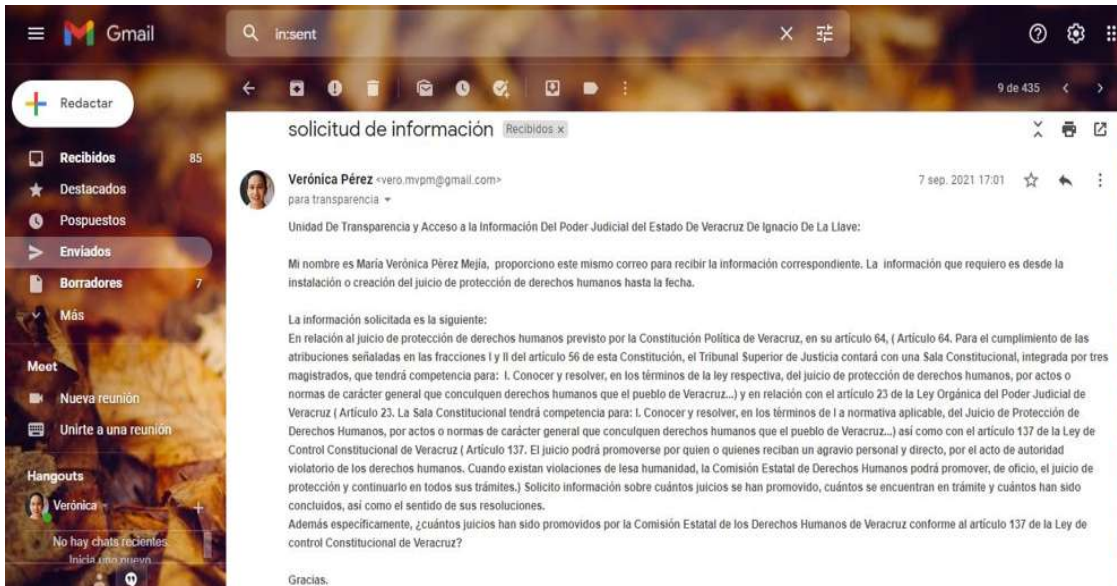 Gmail
in:sent
Redactar
9 de 435
Recibidos 85
Destacados
Pospuestos
Enviados
Borradores 7
Más
Meet
Nueva reunión
Unirte a una reunión
Hangouts
Verónica
No hay chats recientes
Inicia uno nuevo
solicitud de información Recibidos x
Verónica Pérez <vero.mvpm@gmail.com> 7 sep. 2021 17:01
para transparencia
Unidad De Transparencia y Acceso a la Información Del Poder Judicial del Estado De Veracruz De Ignacio De La Llave:
Mi nombre es María Verónica Pérez Mejía, proporciono este mismo correo para recibir la información correspondiente. La información que requiero es desde la
instalación o creación del juicio de protección de derechos humanos hasta la fecha.
La información solicitada es la siguiente:
En relación al juicio de protección de derechos humanos previsto por la Constitución Política de Veracruz, en su artículo 64, ( Artículo 64. Para el cumplimiento de las
atribuciones señaladas en las fracciones I y II del artículo 56 de esta Constitución, el Tribunal Superior de Justicia contará con una Sala Constitucional, integrada por tres
magistrados, que tendrá competencia para: I. Conocer y resolver, en los términos de la ley respectiva, del juicio de protección de derechos humanos, por actos o
normas de carácter general que conculquen derechos humanos que el pueblo de Veracruz...) y en relación con el artículo 23 de la Ley Orgánica del Poder Judicial de
Veracruz ( Artículo 23. La Sala Constitucional tendrá competencia para: I. Conocer y resolver, en los términos de l a normativa aplicable, del Juicio de Protección de
Derechos Humanos, por actos o normas de carácter general que conculquen derechos humanos que el pueblo de Veracruz...) así como con el artículo 137 de la Ley de
Control Constitucional de Veracruz ( Artículo 137. El juicio podrá promoverse por quien o quienes reciban un agravio personal y directo, por el acto de autoridad
violatorio de los derechos humanos. Cuando existan violaciones de lesa humanidad, la Comisión Estatal de Derechos Humanos podrá promover, de oficio, el juicio de
protección y continuarlo en todos sus trámites.) Solicito información sobre cuántos juicios se han promovido, cuántos se encuentran en trámite y cuántos han sido
concluidos, así como el sentido de sus resoluciones.
Además específicamente, ¿cuántos juicios han sido promovidos por la Comisión Estatal de los Derechos Humanos de Veracruz conforme al artículo 137 de la Ley de
control Constitucional de Veracruz?
Gracias.